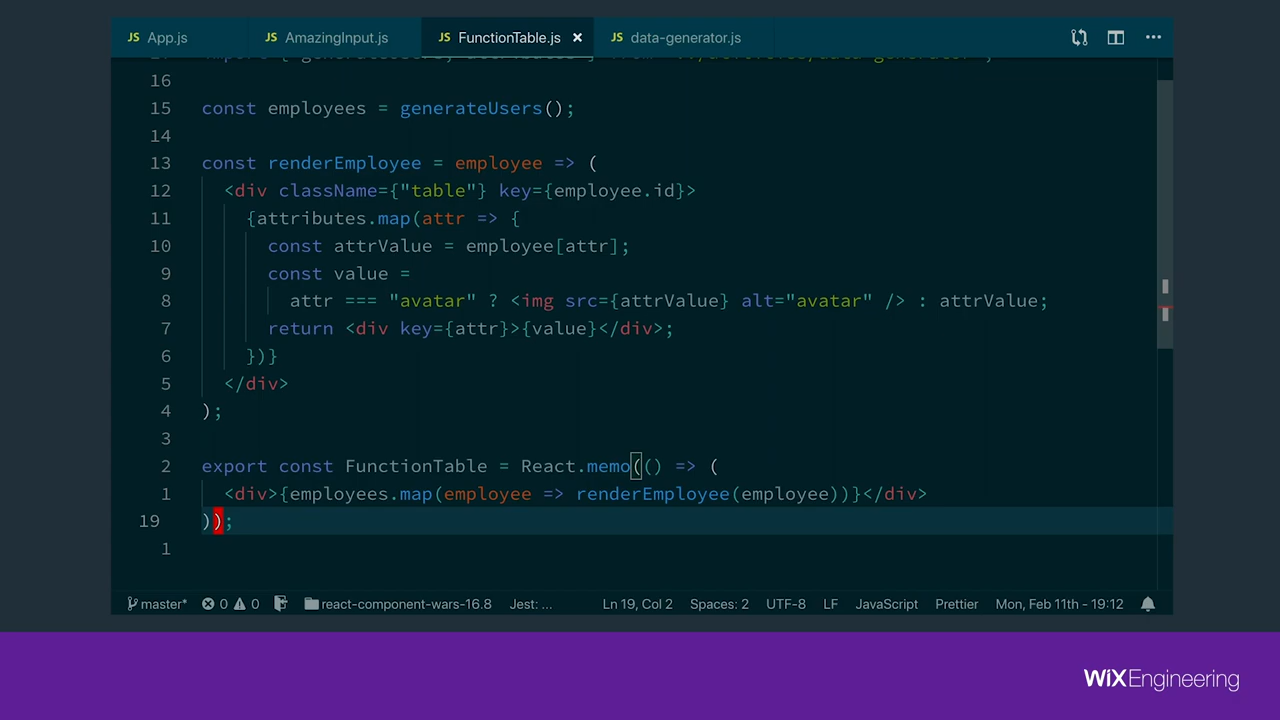 JS App.js JS AmazingInput.js JS FunctionTable.js × JS data-generator.js
16
15 const employees = generateUsers();
14
13 const renderEmployee = employee => (
12 <div className={"table"} key={employee.id}>
11 {attributes.map(attr => {
10 const attrValue = employee[attr];
9 const value =
8 attr === "avatar" ? <img src={attrValue} alt="avatar" /> : attrValue;
7 return <div key={attr}>{value}</div>;
6 })}
5 </div>
4 );
3
2 export const FunctionTable = React.memo(() => (
1 <div>{employees.map(employee => renderEmployee(employee))}</div>
19 ));
1
master* 0 0 react-component-wars-16.8 Jest: ... Ln 19, Col 2 Spaces: 2 UTF-8 LF JavaScript Prettier Mon, Feb 11th - 19:12
WiXEngineering